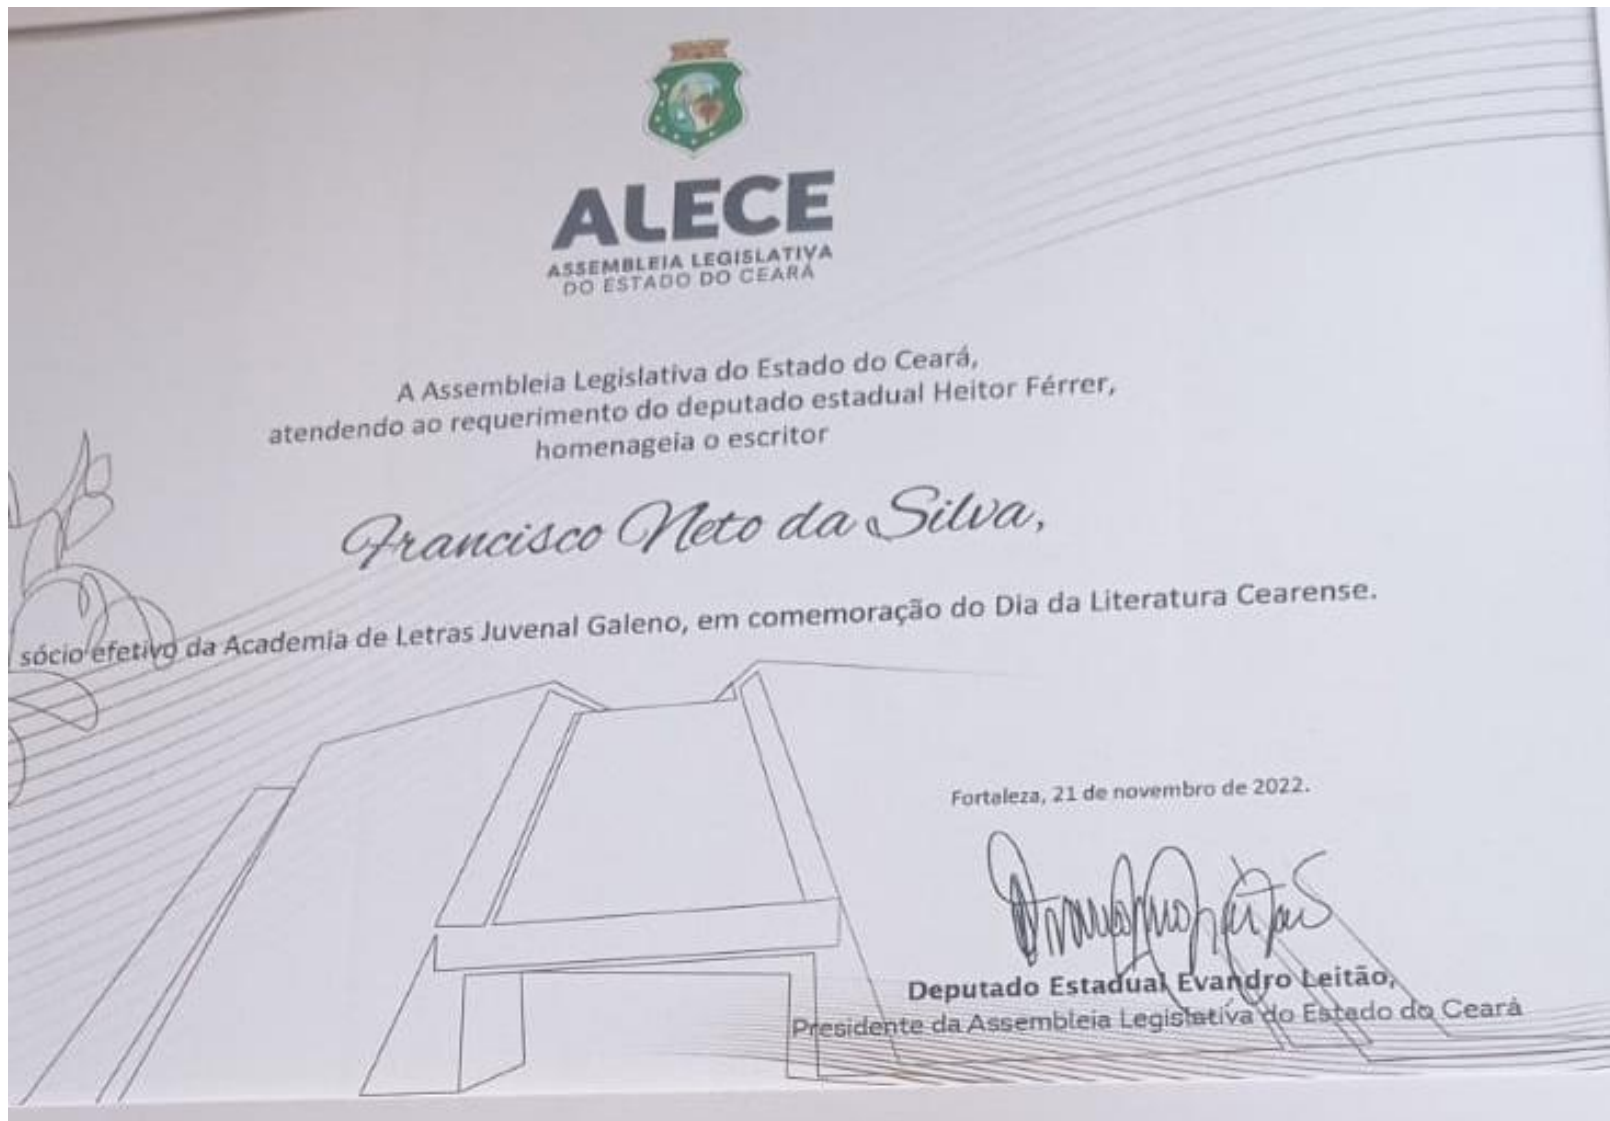 ALECE
ASSEMBLEIA LEGISLATIVA
DO ESTADO DO CEARÁ
A Assembleia Legislativa do Estado do Ceará,
atendendo ao requerimento do deputado estadual Heitor Férrer,
homenageia o escritor
Francisco Neto da Silva,
sócio efetivo da Academia de Letras Juvenal Galeno, em comemoração do Dia da Literatura Cearense.
Fortaleza, 21 de novembro de 2022.
Deputado Estadual Evandro Leitão,
Presidente da Assembleia Legislativa do Estado do Ceará